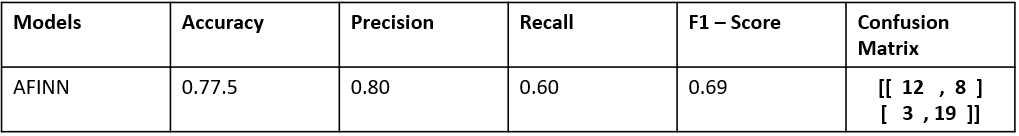 Models Accuracy Precision Recall F1 – Score Confusion
Matrix
AFINN 0.77.5 0.80 0.60 0.69 [[ 12 , 8 ]
[ 3 , 19 ]]